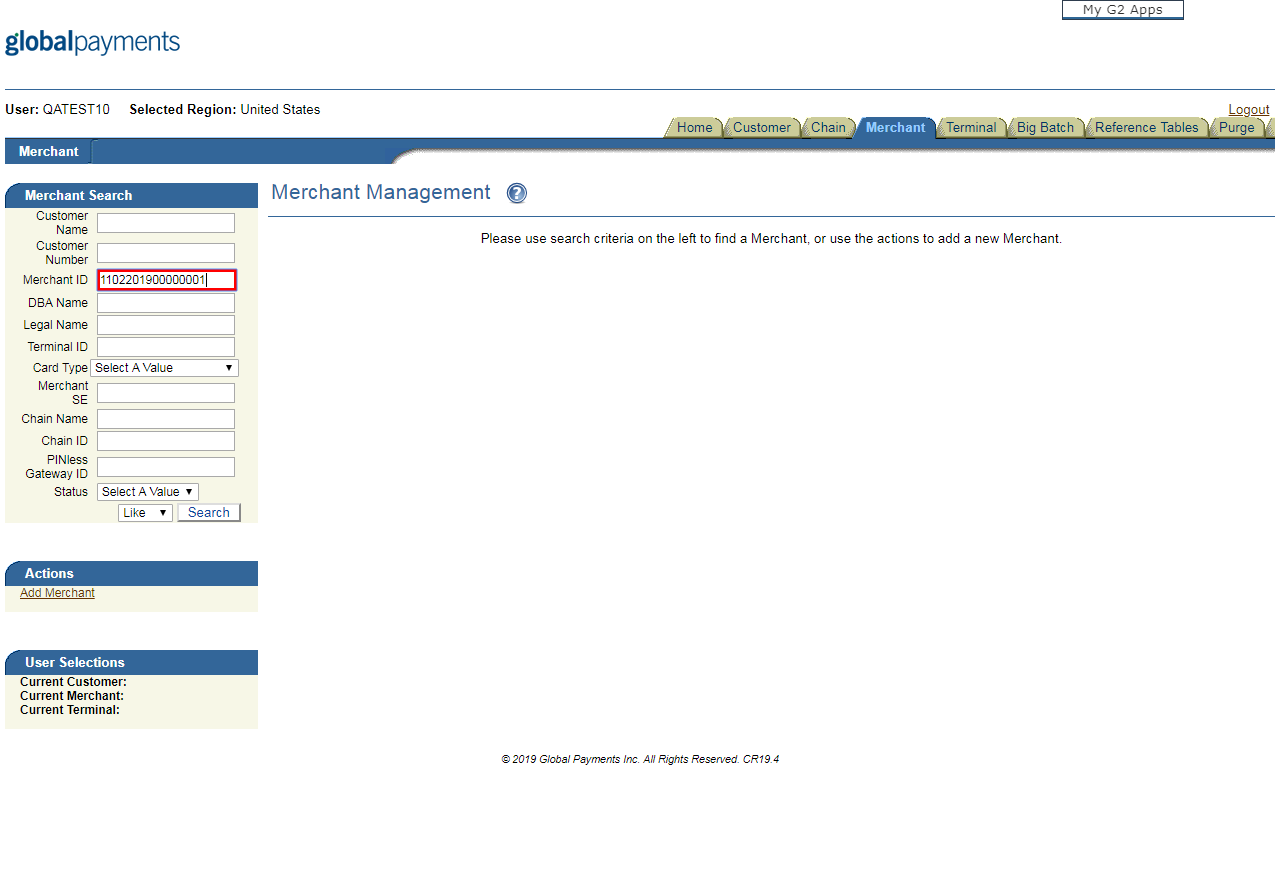 My G2 Apps
globalpayments
User: QATEST10 Selected Region: United States
Logout
Home Customer Chain Merchant Terminal Big Batch Reference Tables Purge
Merchant
Merchant Search
Customer Name
Customer Number
Merchant ID 1102201900000001
DBA Name
Legal Name
Terminal ID
Card Type Select A Value
Merchant SE
Chain Name
Chain ID
PINless Gateway ID
Status Select A Value
Like Search
Merchant Management ?
Please use search criteria on the left to find a Merchant, or use the actions to add a new Merchant.
Actions
Add Merchant
User Selections
Current Customer:
Current Merchant:
Current Terminal:
© 2019 Global Payments Inc. All Rights Reserved. CR19.4